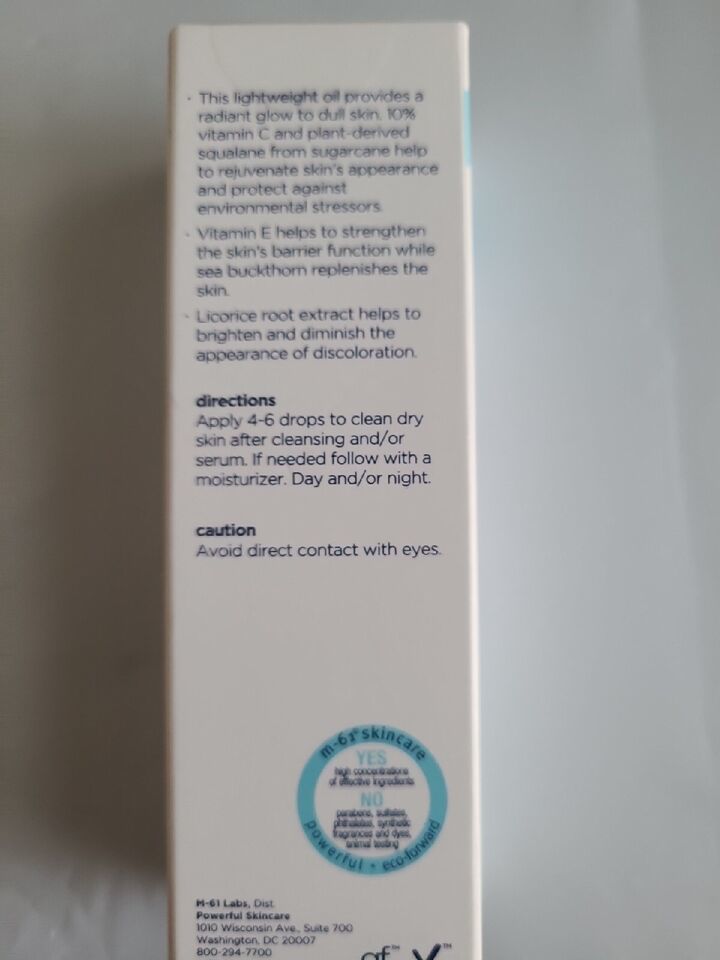 · This lightweight oil provides a
radiant glow to dull skin. 10%
vitamin C and plant-derived
squalane from sugarcane help
to rejuvenate skin's appearance
and protect against
environmental stressors.
· Vitamin E helps to strengthen
the skin's barrier function while
sea buckthorn replenishes the
skin.
· Licorice root extract helps to
brighten and diminish the
appearance of discoloration.
directions
Apply 4-6 drops to clean dry
skin after cleansing and/or
serum. If needed follow with a
moisturizer. Day and/or night.
caution
Avoid direct contact with eyes.
m-61® skincare
YES
high concentrations
of effective ingredients
NO
parabens, sulfates,
phthalates, synthetic
fragrances and dyes,
animal testing
powerful · eco-forward
M-61 Labs, Dist.
Powerful Skincare
1010 Wisconsin Ave., Suite 700
Washington, DC 20007
800-294-7700
gf™ V™